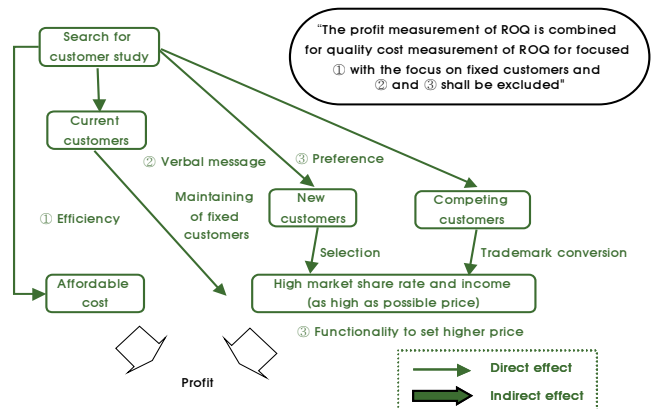 Search for
customer study
"The profit measurement of ROQ is combined
for quality cost measurement of ROQ for focused
① with the focus on fixed customers and
② and ③ shall be excluded"
Current
customers
② Verbal message
③ Preference
Maintaining
of fixed
customers
New
customers
Competing
customers
① Efficiency
Selection
Trademark conversion
Affordable
cost
High market share rate and income
(as high as possible price)
③ Functionality to set higher price
Profit
Direct effect
Indirect effect